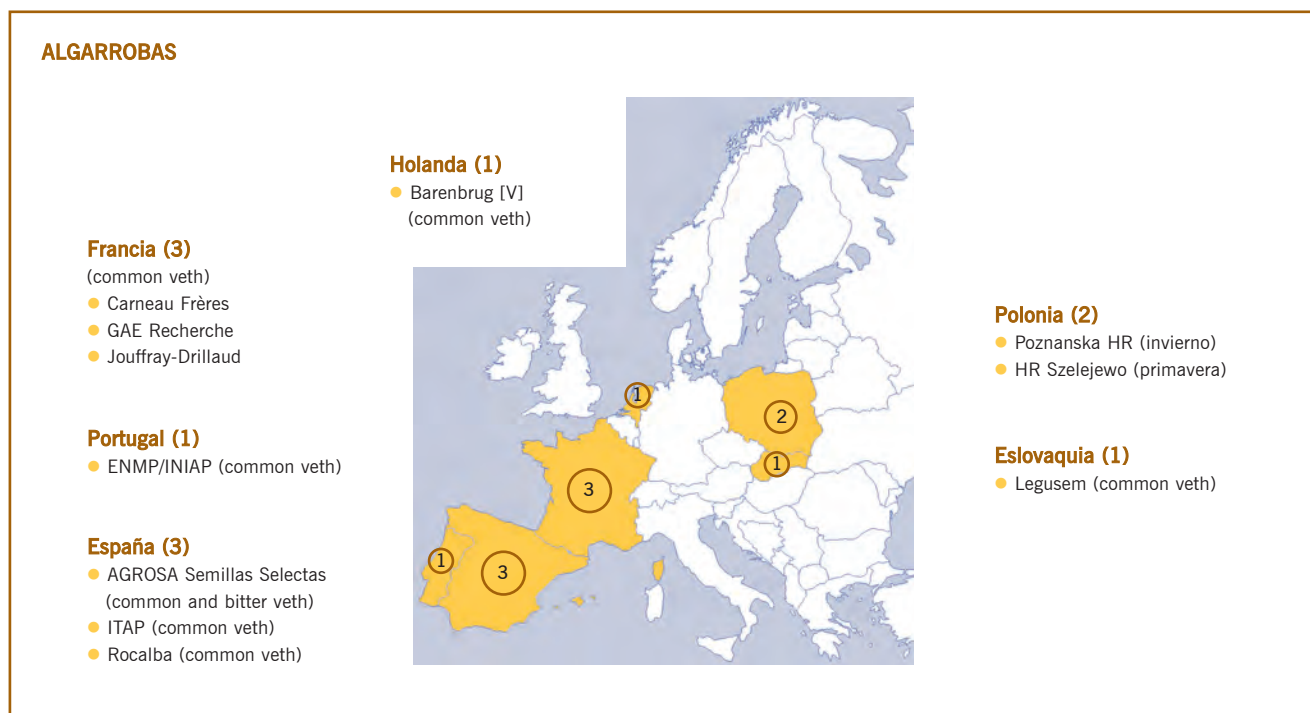 ALGARROBAS
Holanda (1)
Barenbrug [V]
(common veth)
Francia (3)
(common veth)
Carneau Frères
GAE Recherche
Jouffray-Drillaud
Portugal (1)
ENMP/INIAP (common veth)
España (3)
AGROSA Semillas Selectas
(common and bitter veth)
ITAP (common veth)
Rocalba (common veth)
1
2
1
3
1
3
Polonia (2)
Poznanska HR (invierno)
HR Szelejewo (primavera)
Eslovaquia (1)
Legusem (common veth)